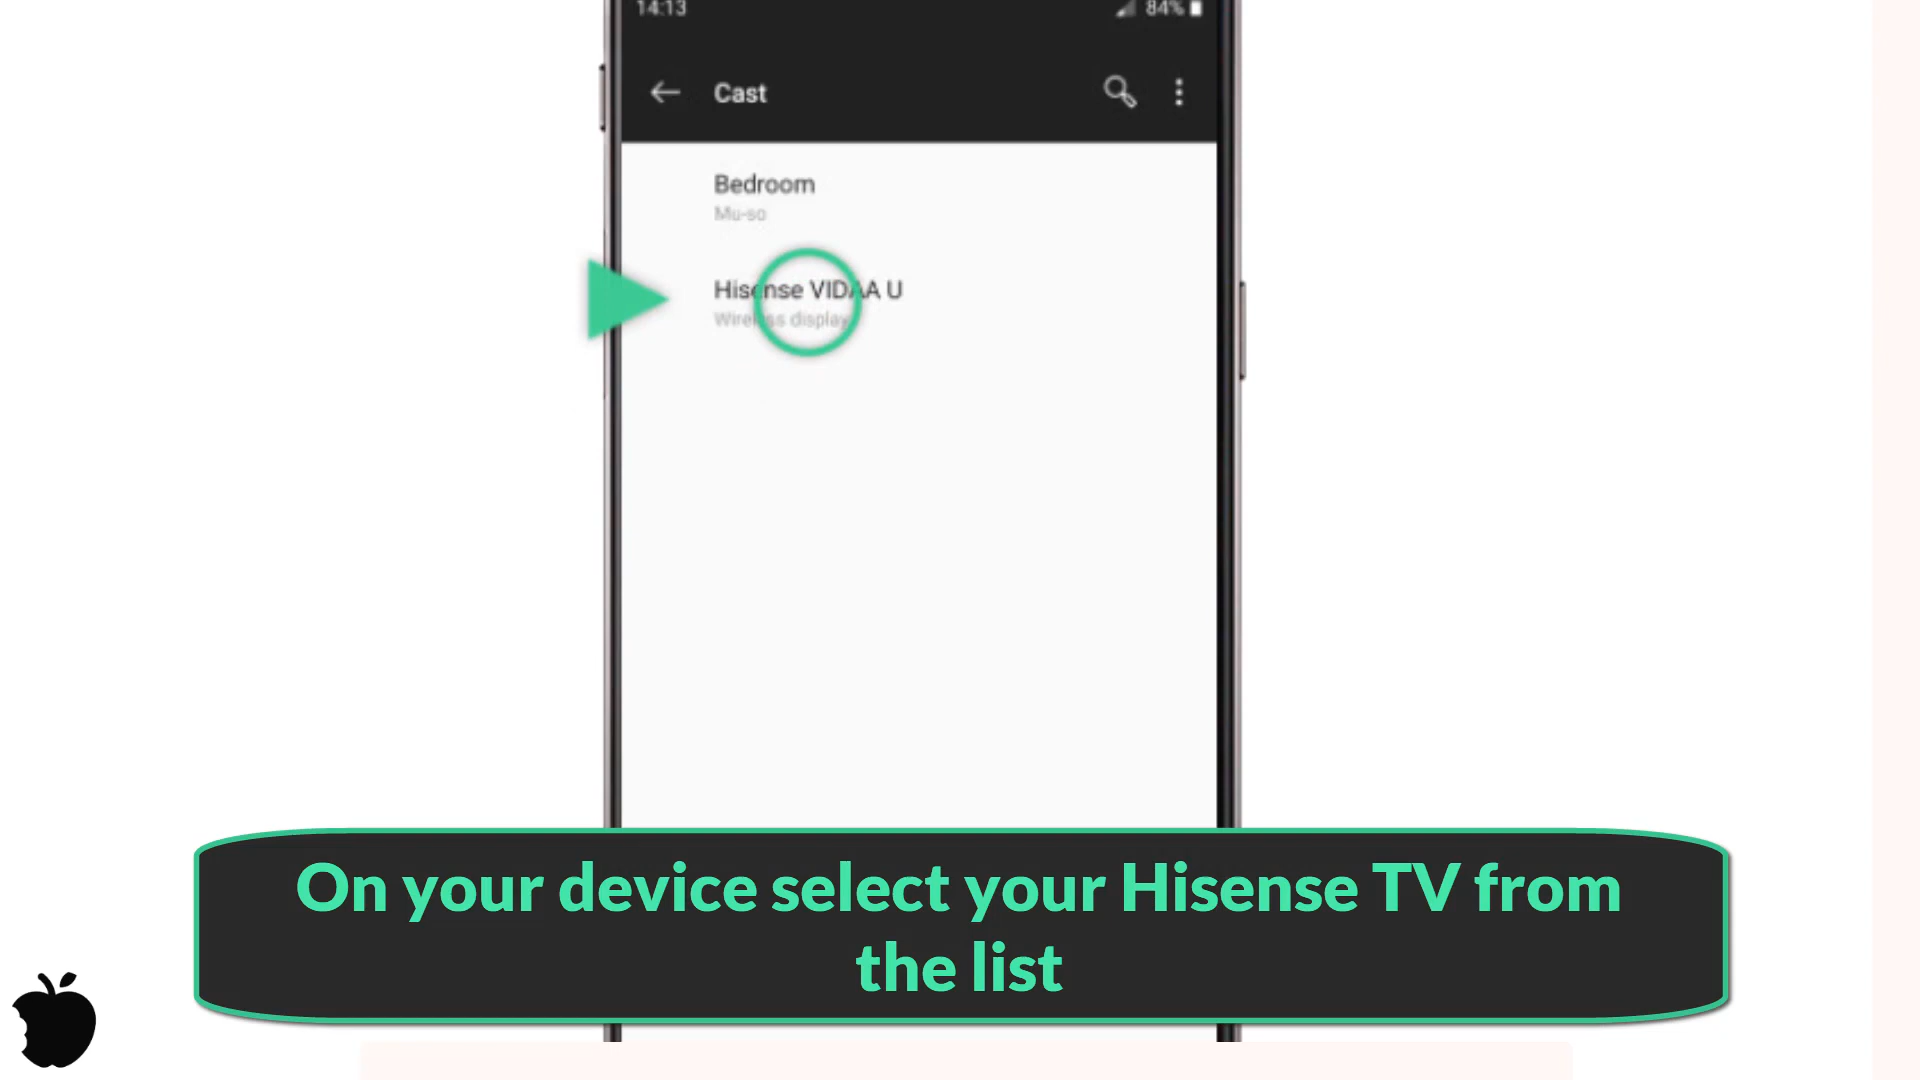 14:13
84%
Cast
Bedroom
Mu-so
Hisense VIDAA U
Wireless display
On your device select your Hisense TV from
the list